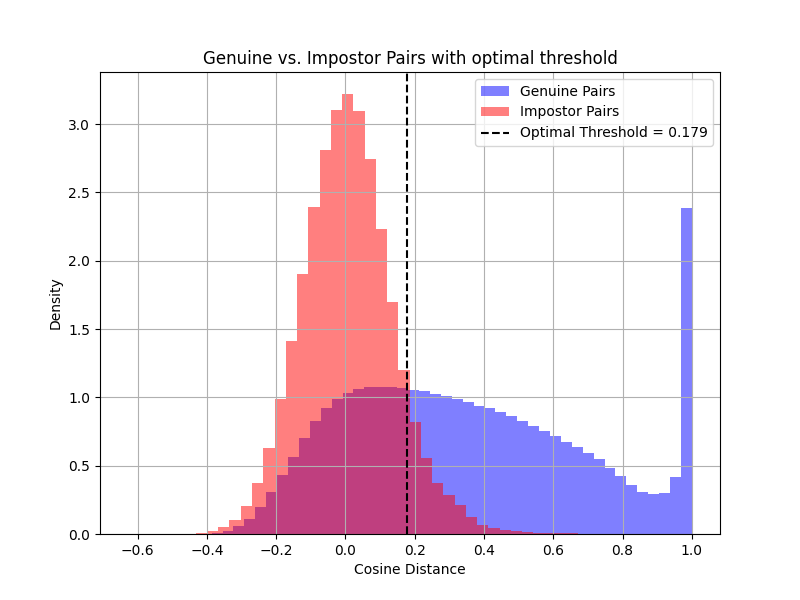 Genuine vs. Impostor Pairs with optimal threshold
Genuine Pairs
Impostor Pairs
Optimal Threshold = 0.179
3.0
2.5
2.0
1.5
1.0
0.5
0.0
Density
−0.6 −0.4 −0.2 0.0 0.2 0.4 0.6 0.8 1.0
Cosine Distance